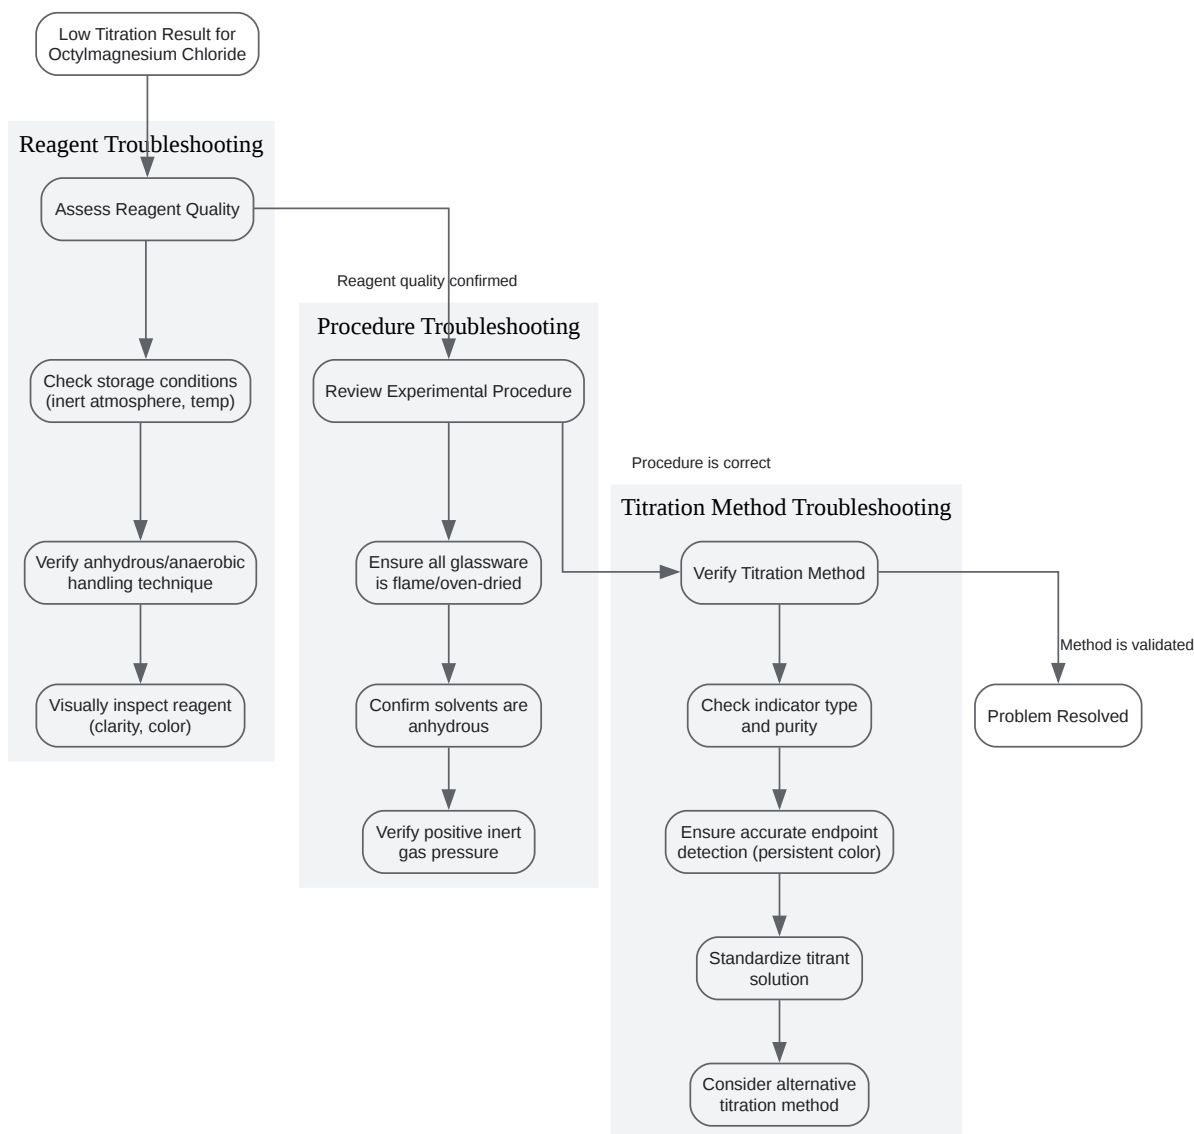 Low Titration Result for
Octylmagnesium Chloride
Reagent Troubleshooting
Assess Reagent Quality
Check storage conditions
(inert atmosphere, temp)
Verify anhydrous/anaerobic
handling technique
Visually inspect reagent
(clarity, color)
Reagent quality confirmed
Procedure Troubleshooting
Review Experimental Procedure
Ensure all glassware
is flame/oven-dried
Confirm solvents are
anhydrous
Verify positive inert
gas pressure
Procedure is correct
Titration Method Troubleshooting
Verify Titration Method
Check indicator type
and purity
Ensure accurate endpoint
detection (persistent color)
Standardize titrant
solution
Consider alternative
titration method
Method is validated
Problem Resolved